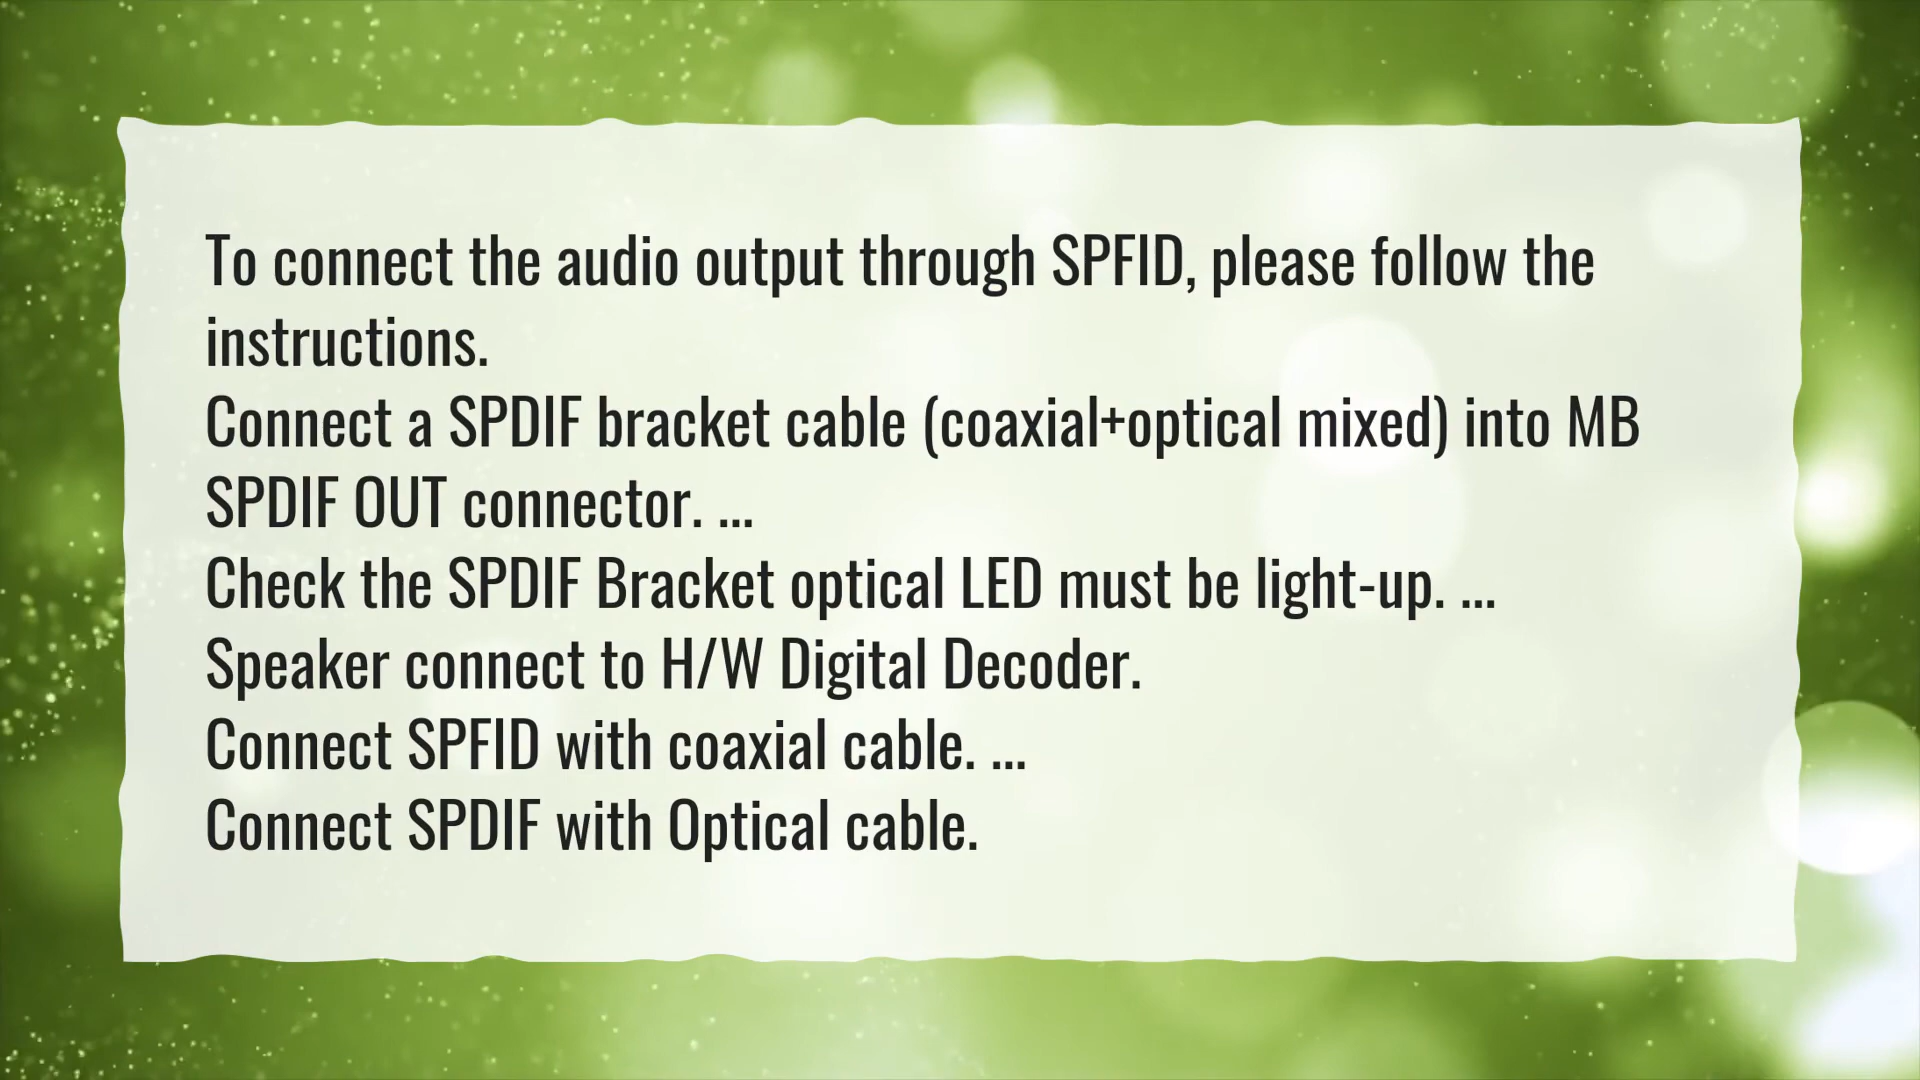 To connect the audio output through SPFID, please follow the
instructions.
Connect a SPDIF bracket cable (coaxial+optical mixed) into MB
SPDIF OUT connector. ...
Check the SPDIF Bracket optical LED must be light-up. ...
Speaker connect to H/W Digital Decoder.
Connect SPFID with coaxial cable. ...
Connect SPDIF with Optical cable.